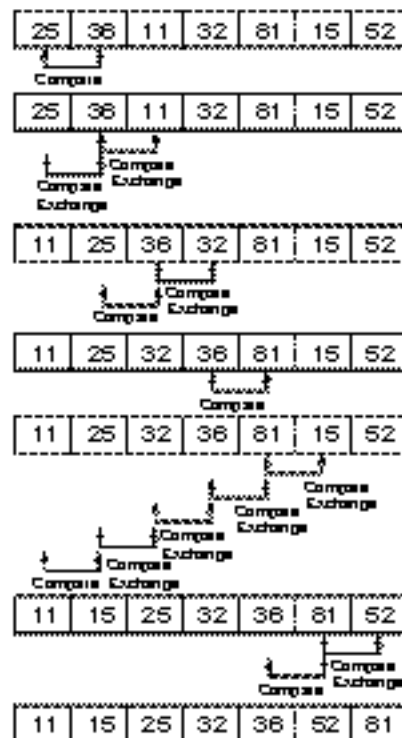 25 36 11 32 81 15 52
Compare
25 36 11 32 81 15 52
Compare
Exchange
Compare
Exchange
11 25 36 32 81 15 52
Compare
Exchange
Compare
11 25 32 36 81 15 52
Compare
11 25 32 36 81 15 52
Compare
Exchange
Compare
Exchange
Compare
Exchange
Compare
Exchange
Compare
11 15 25 32 36 81 52
Compare
Exchange
Compare
11 15 25 32 36 52 81